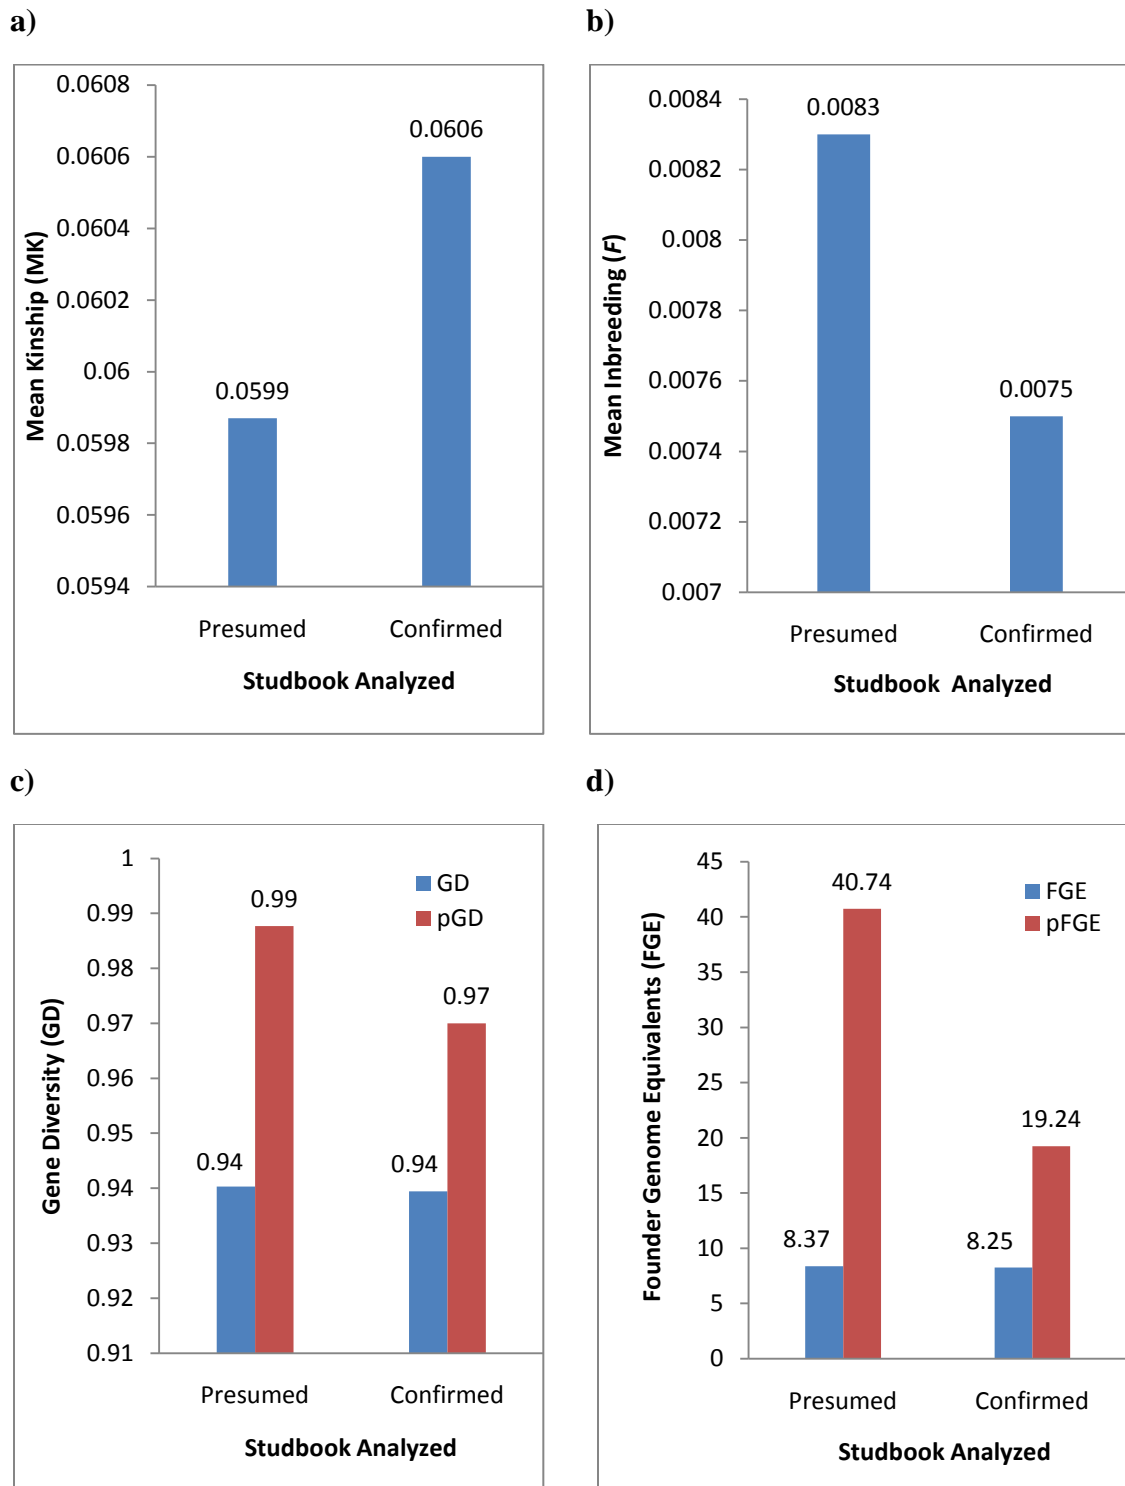 a)
0.0608
0.0606
0.0604
0.0602
0.06
0.0598
0.0596
0.0594
Mean Kinship (MK)
0.0599
0.0606
Presumed
Confirmed
Studbook Analyzed
b)
0.0084
0.0082
0.008
0.0078
0.0076
0.0074
0.0072
0.007
Mean Inbreeding (F)
0.0083
0.0075
Presumed
Confirmed
Studbook Analyzed
c)
1
0.99
0.98
0.97
0.96
0.95
0.94
0.93
0.92
0.91
Gene Diversity (GD)
GD
pGD
0.94
0.99
0.94
0.97
Presumed
Confirmed
Studbook Analyzed
d)
45
40
35
30
25
20
15
10
5
0
Founder Genome Equivalents (FGE)
FGE
pFGE
8.37
40.74
8.25
19.24
Presumed
Confirmed
Studbook Analyzed